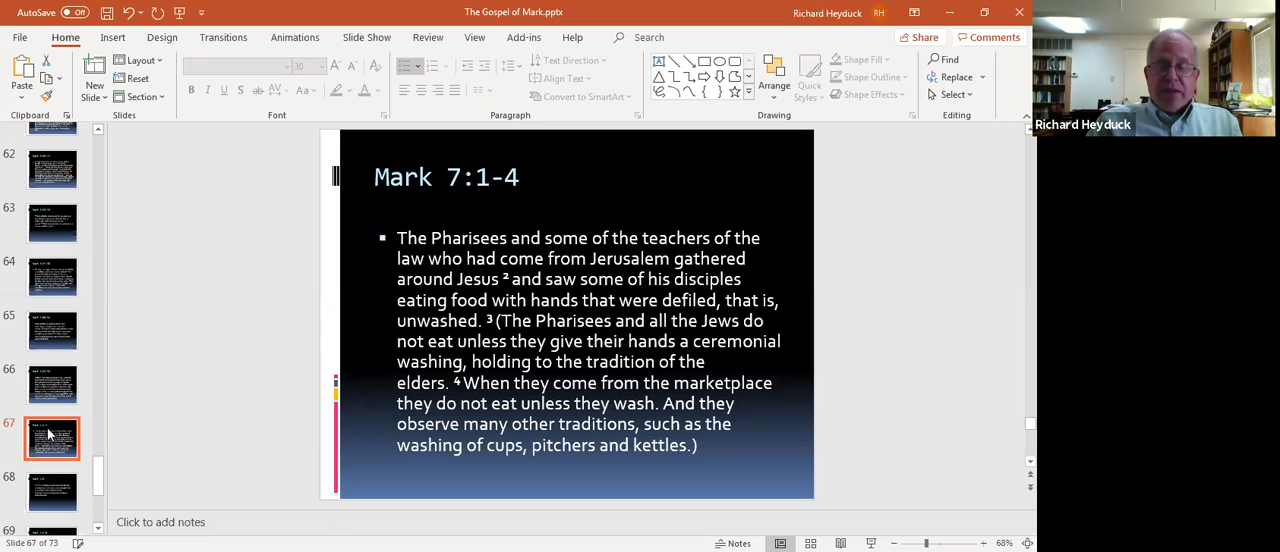 AutoSave Off
The Gospel of Mark.pptx
Richard Heyduck RH
File Home Insert Design Transitions Animations Slide Show Review View Add-ins Help Search Share Comments
Paste
New Slide
Layout
Reset
Section
30
B I U S ab AV Aa A
Text Direction
Align Text
Convert to SmartArt
Arrange
Quick Styles
Shape Fill
Shape Outline
Shape Effects
Find
Replace
Select
Clipboard Slides Font Paragraph Drawing Editing
Richard Heyduck
62
63
64
65
66
67
68
69
Mark 7:1-4
The Pharisees and some of the teachers of the
law who had come from Jerusalem gathered
around Jesus ² and saw some of his disciples
eating food with hands that were defiled, that is,
unwashed. ³ (The Pharisees and all the Jews do
not eat unless they give their hands a ceremonial
washing, holding to the tradition of the
elders. ⁴ When they come from the marketplace
they do not eat unless they wash. And they
observe many other traditions, such as the
washing of cups, pitchers and kettles.)
Click to add notes
Slide 67 of 73
Notes
68%